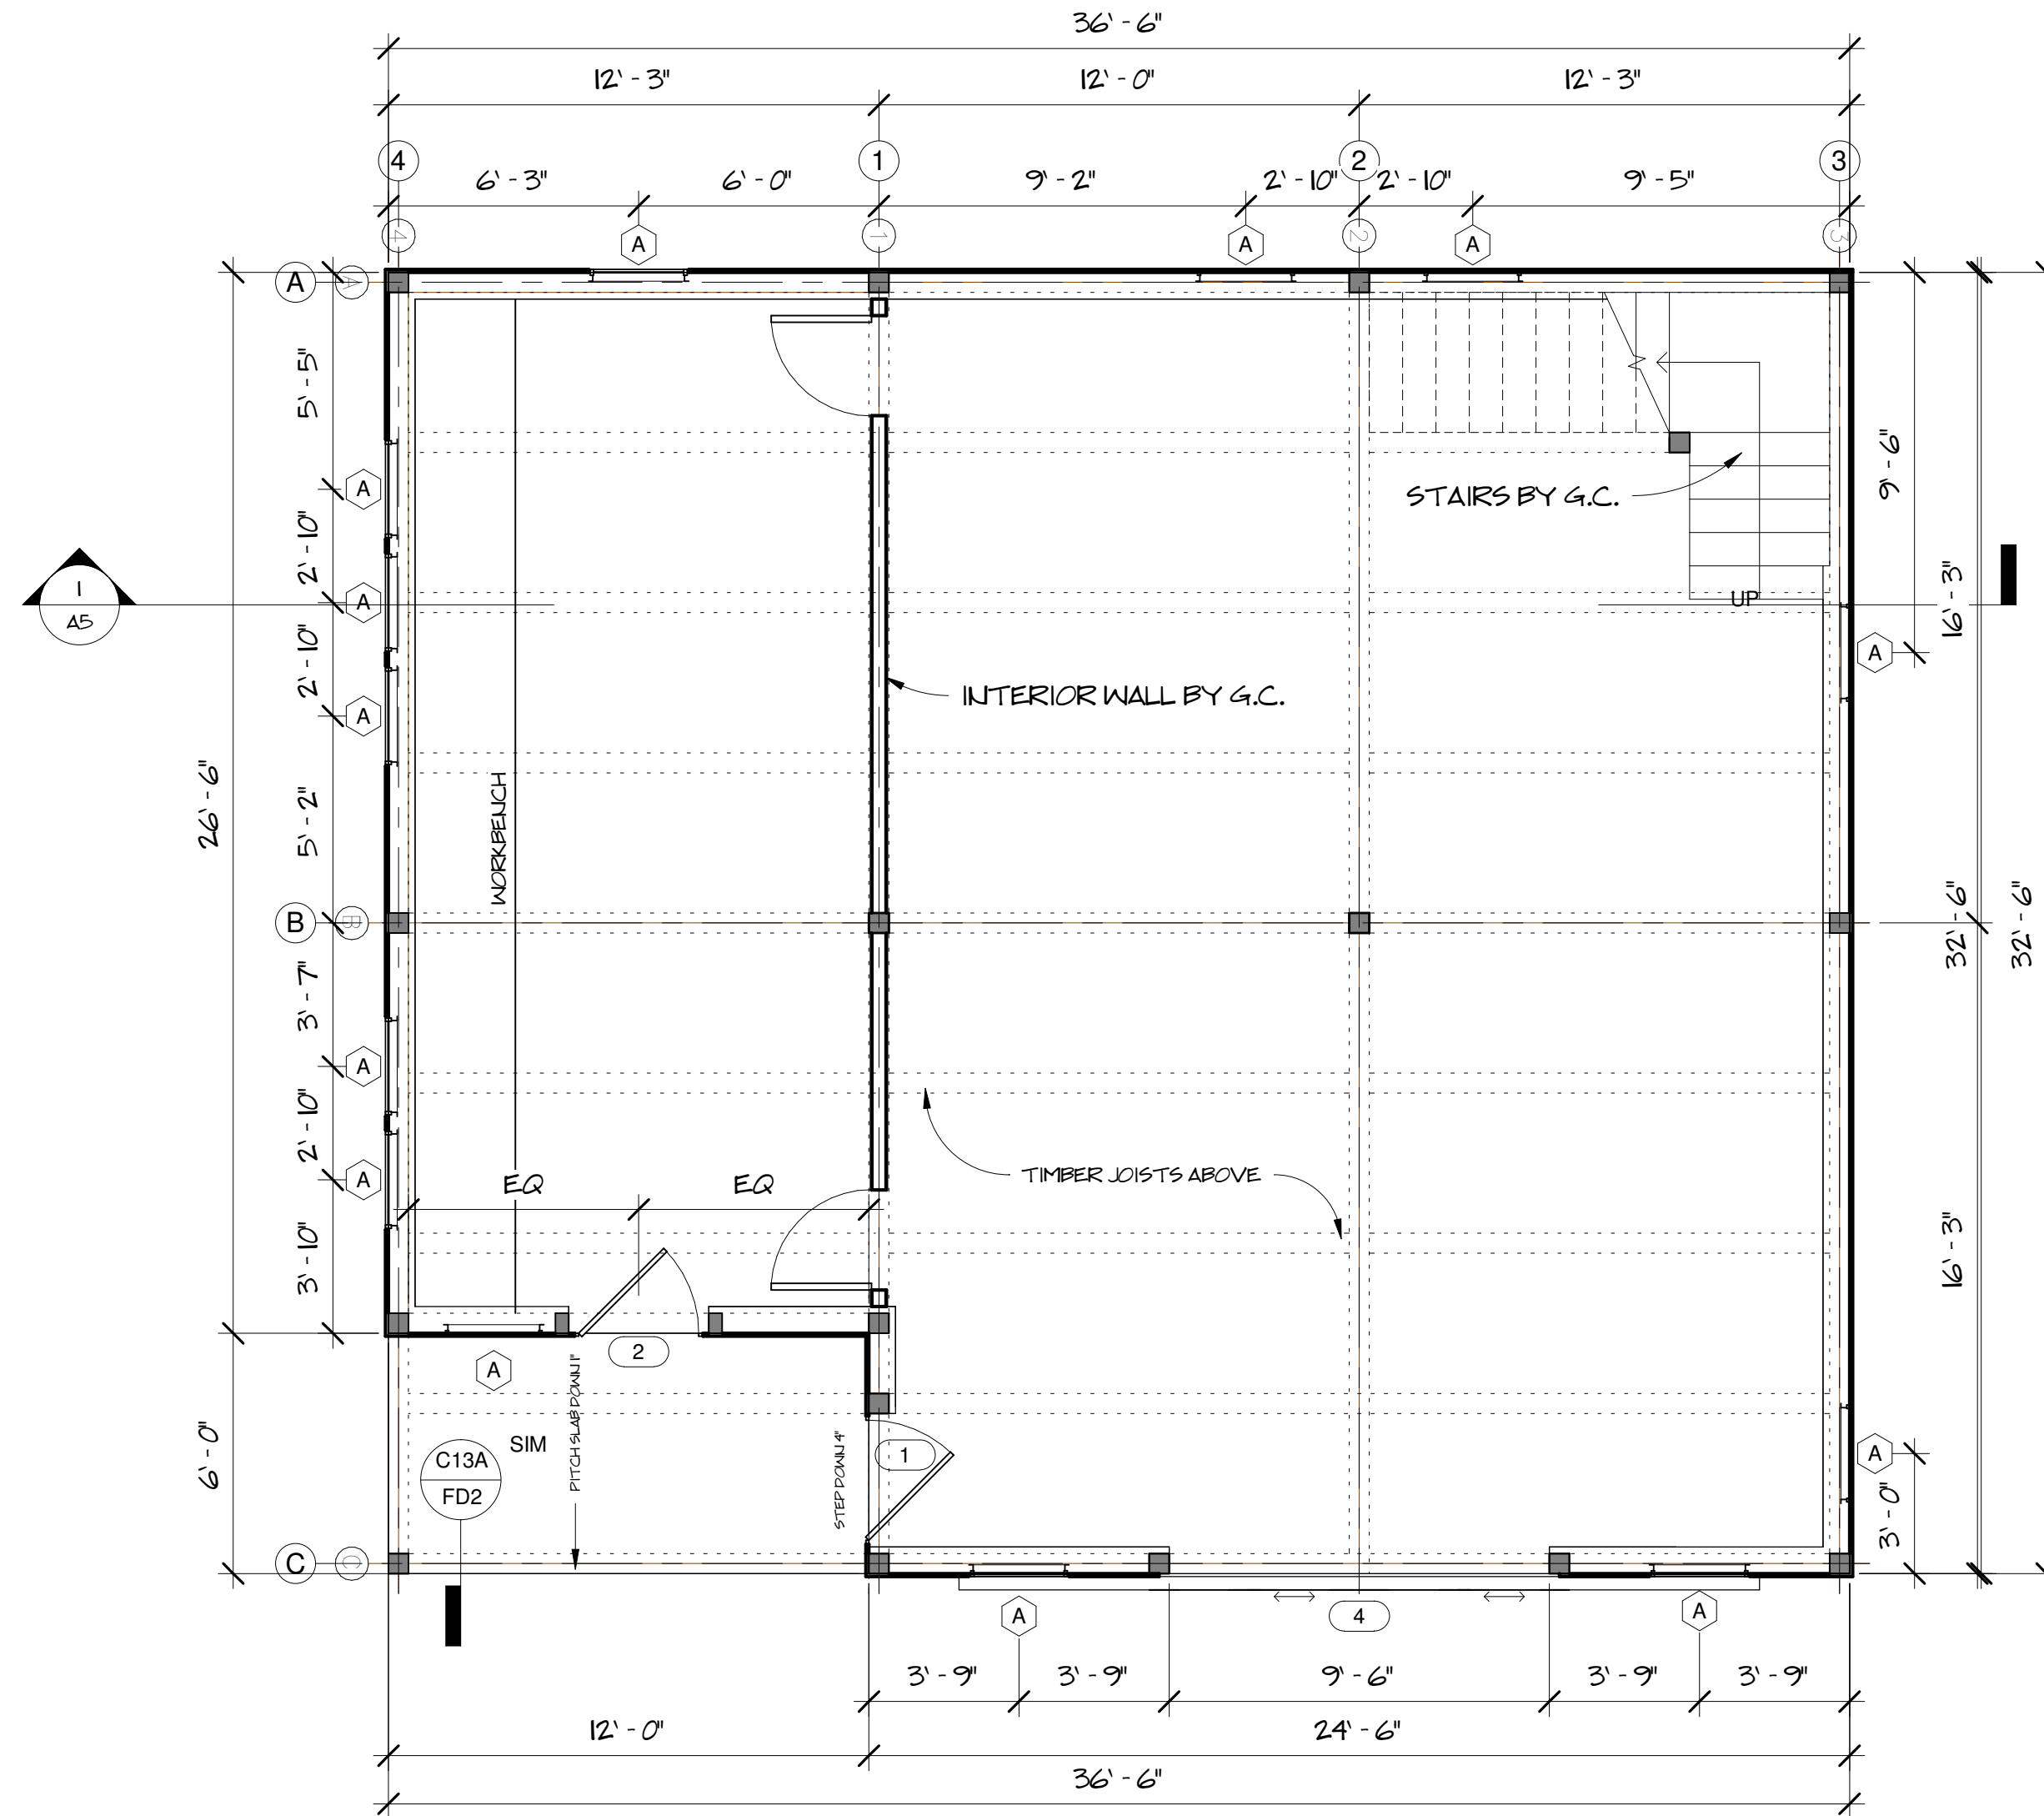 36' - 6"
12' - 3" 12' - 0" 12' - 3"
4 1 2 3
6' - 3" 6' - 0" 9' - 2" 2' - 10" 2' - 10" 9' - 5"
4 1 2 3
A A A
A A
5' - 5"
9' - 6"
A
STAIRS BY G.C.
2' - 10"
1
A5
A
UP
16' - 3"
2' - 10"
A
A
INTERIOR WALL BY G.C.
26' - 6"
5' - 2"
WORKBENCH
B B
32' - 6"
32' - 6"
3' - 7"
A
2' - 10"
A
EQ EQ
TIMBER JOISTS ABOVE
3' - 10"
16' - 3"
2
A
PITCH SLAB DOWN 1"
6' - 0"
SIM
C13A
FD2
STEP DOWN 4"
1
A
3' - 0"
C C
A 4 A
3' - 9" 3' - 9" 9' - 6" 3' - 9" 3' - 9"
12' - 0" 24' - 6"
36' - 6"